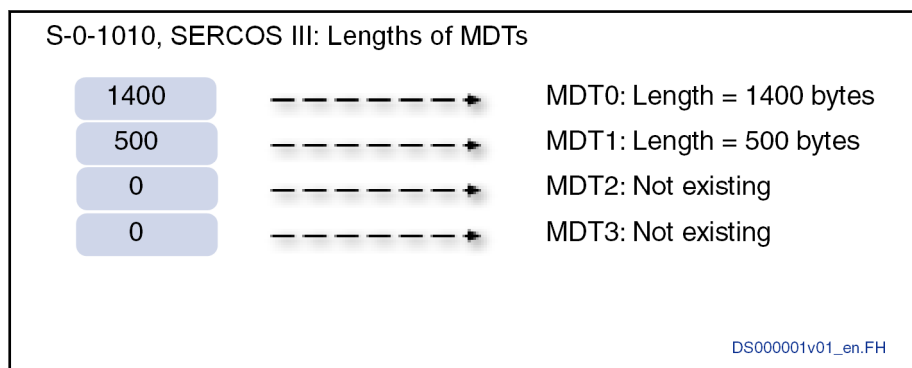 S-0-1010, SERCOS III: Lengths of MDTs
1400 MDT0: Length = 1400 bytes
500 MDT1: Length = 500 bytes
0 MDT2: Not existing
0 MDT3: Not existing
DS000001v01_en.FH